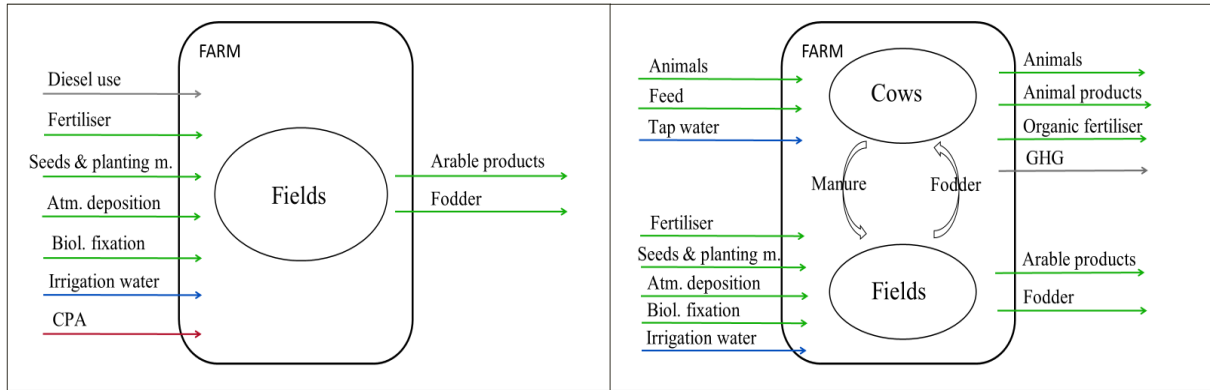 FARM
Diesel use
Fertiliser
Seeds & planting m.
Atm. deposition
Biol. fixation
Irrigation water
CPA
Fields
Arable products
Fodder
FARM
Animals
Feed
Tap water
Cows
Animals
Animal products
Organic fertiliser
GHG
Manure
Fodder
Fertiliser
Seeds & planting m.
Atm. deposition
Biol. fixation
Irrigation water
Fields
Arable products
Fodder